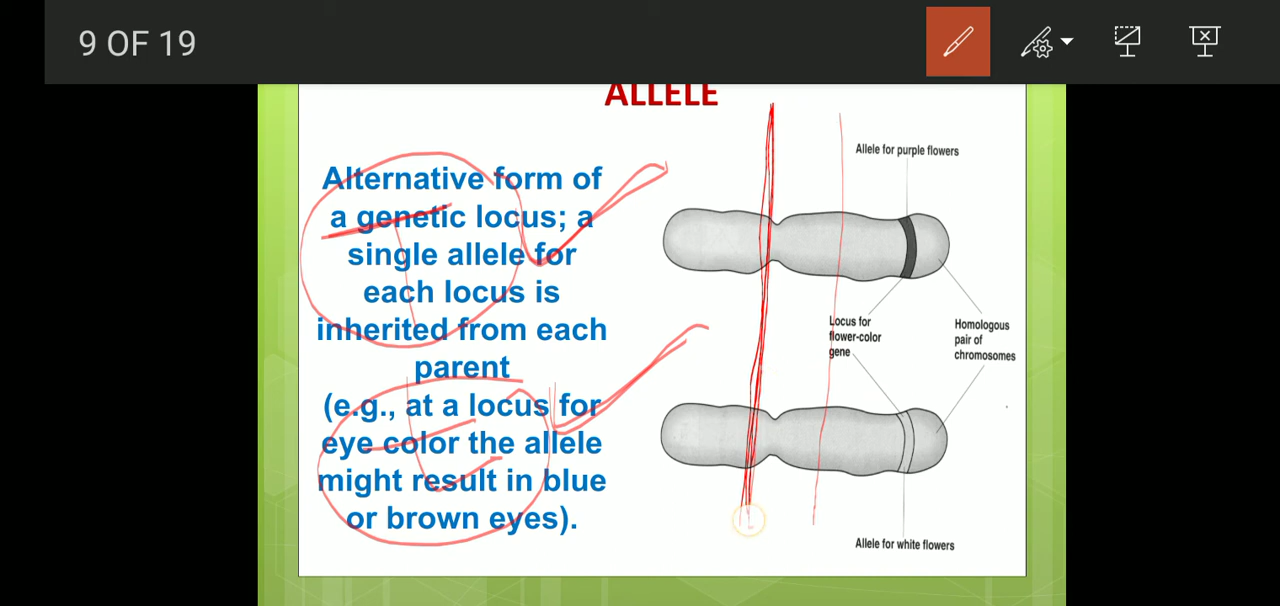 9 OF 19
ALLELE
Alternative form of
a genetic locus; a
single allele for
each locus is
inherited from each
parent
(e.g., at a locus for
eye color the allele
might result in blue
or brown eyes).
Allele for purple flowers
Locus for
flower-color
gene
Homologous
pair of
chromosomes
Allele for white flowers